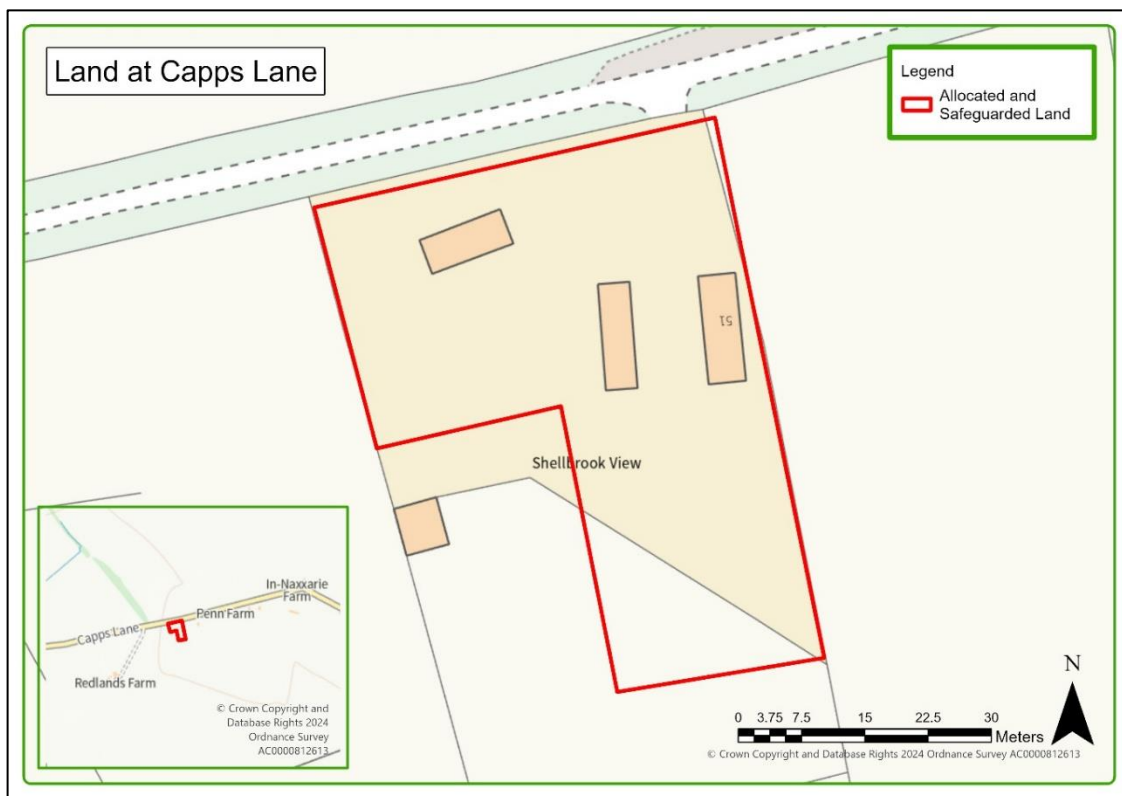 Land at Capps Lane
Legend
Allocated and
Safeguarded Land
51
Shellbrook View
In-Naxxarie
Farm
Penn Farm
Capps Lane
Redlands Farm
© Crown Copyright and
Database Rights 2024
Ordnance Survey
AC0000812613
N
0 3.75 7.5 15 22.5 30
Meters
© Crown Copyright and Database Rights 2024 Ordnance Survey AC0000812613